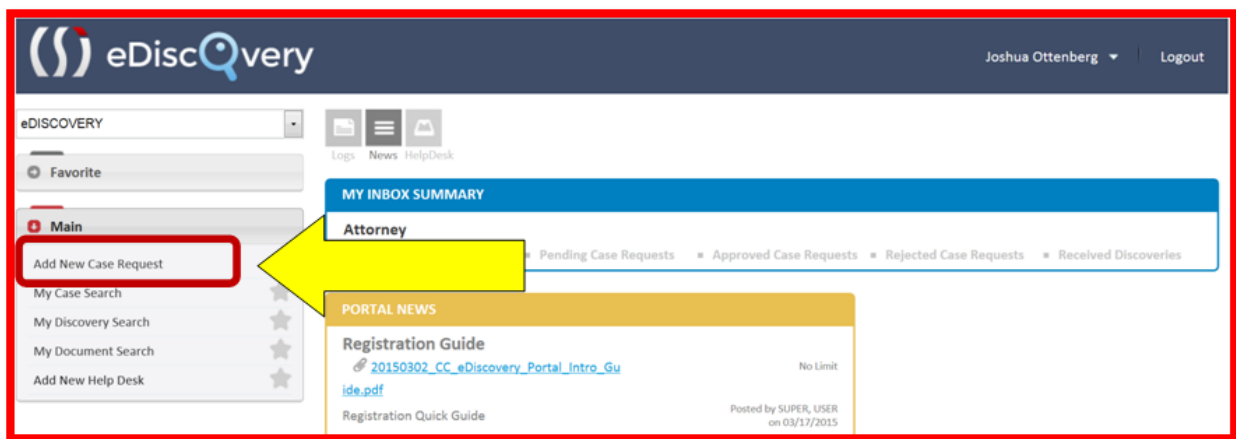 eDiscQvery
Joshua Ottenberg
Logout
eDISCOVERY
Favorite
Main
Add New Case Request
My Case Search
My Discovery Search
My Document Search
Add New Help Desk
Logs News HelpDesk
MY INBOX SUMMARY
Attorney
Pending Case Requests Approved Case Requests Rejected Case Requests Received Discoveries
PORTAL NEWS
Registration Guide
20150302_CC_eDiscovery_Portal_Intro_Gu
ide.pdf
No Limit
Registration Quick Guide
Posted by SUPER, USER
on 03/17/2015